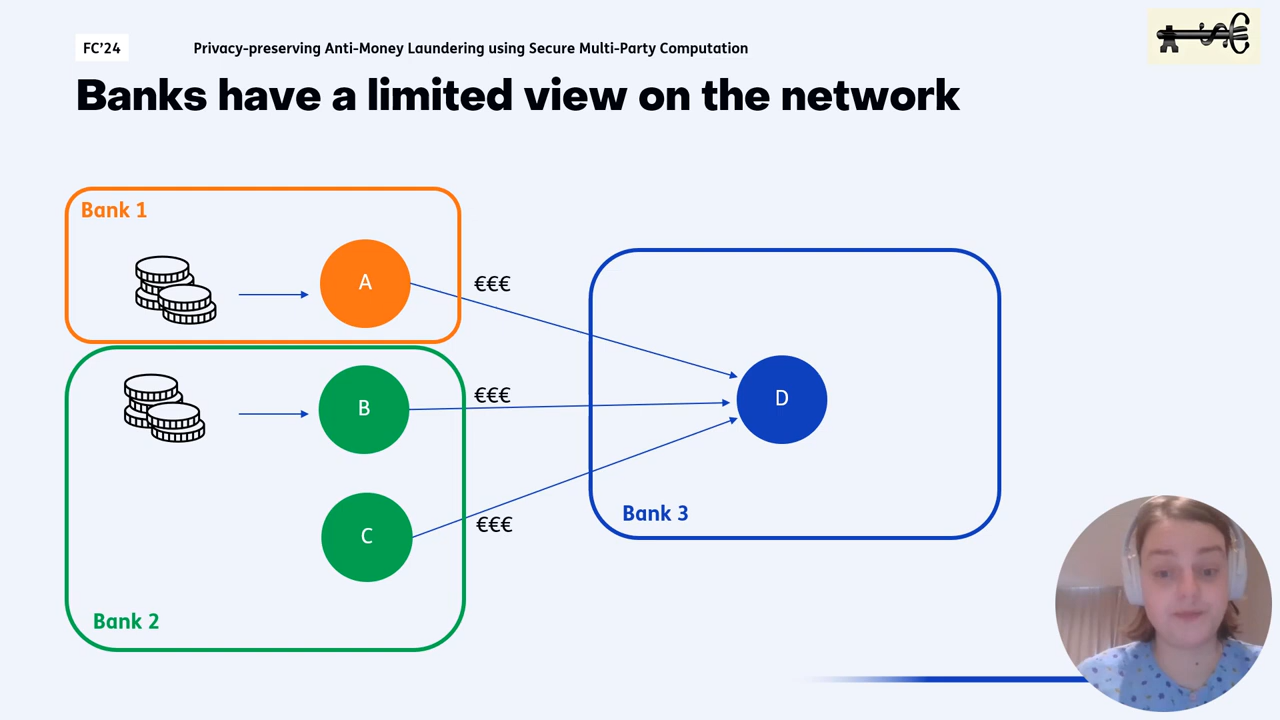 FC’24
Privacy-preserving Anti-Money Laundering using Secure Multi-Party Computation
Banks have a limited view on the network
Bank 1
A
€€€
B
€€€
D
C
€€€
Bank 3
Bank 2